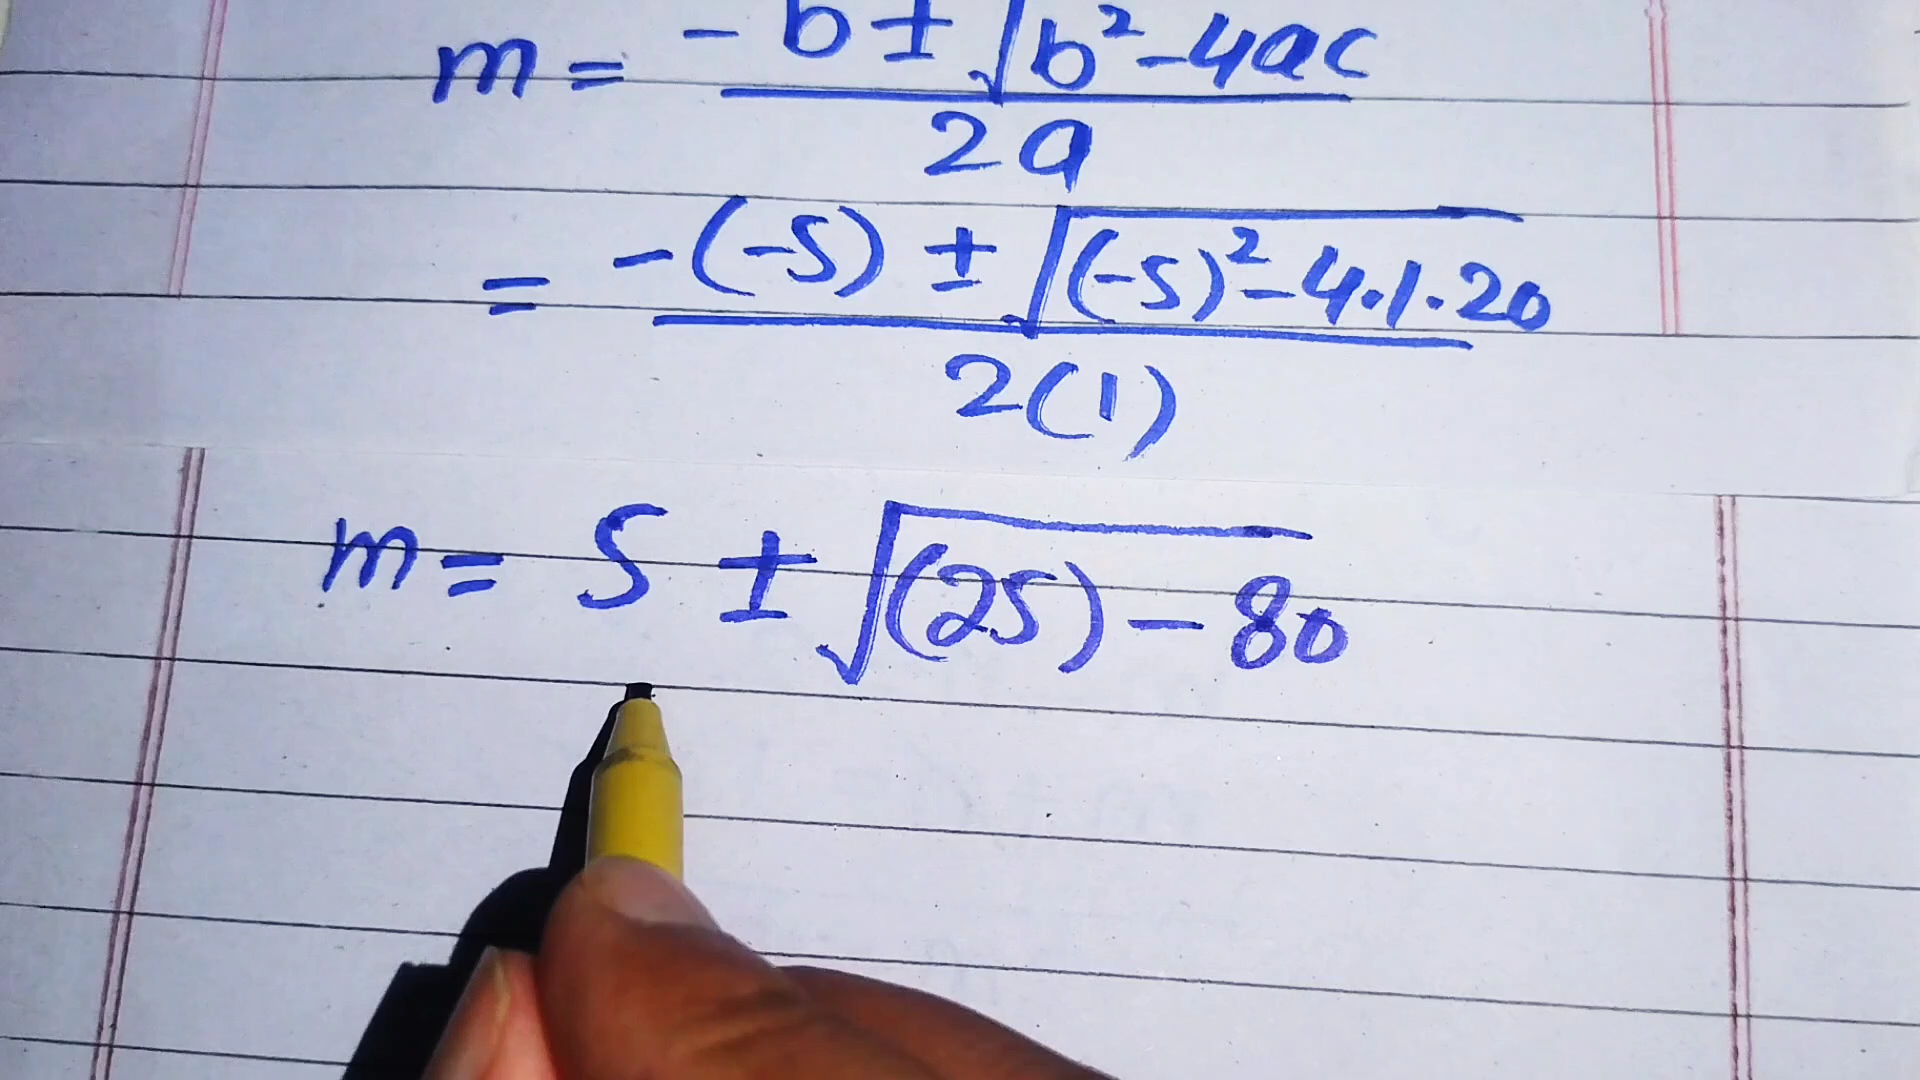 m = -b ± √b² - 4ac
2a
= -(-5) ± √(-5)² - 4.1.20
2(1)
m = 5 ± √(25) - 80